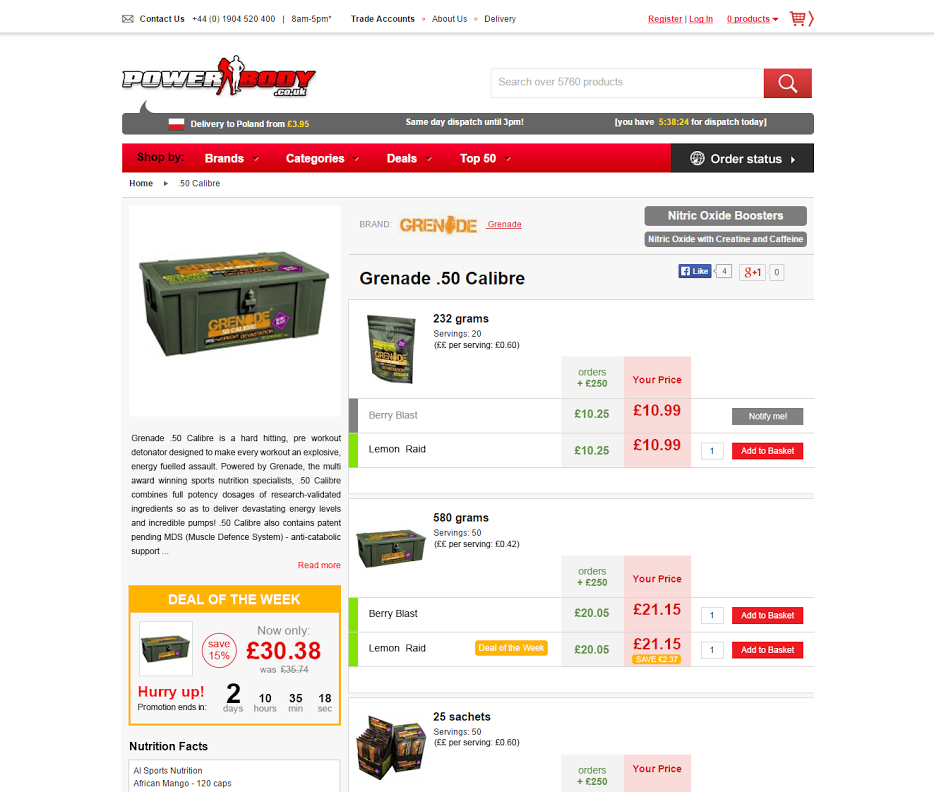 Contact Us +44 (0) 1904 520 400 | 8am-5pm* Trade Accounts About Us Delivery Register | Log In 0 products
POWER BODY
.co.uk
Search over 5760 products
Delivery to Poland from £3.95 Same day dispatch until 3pm! [you have 5:38:24 for dispatch today]
Shop by: Brands Categories Deals Top 50 Order status
Home .50 Calibre
BRAND: GRENADE Grenade
Nitric Oxide Boosters
Nitric Oxide with Creatine and Caffeine
Grenade .50 Calibre
Like 4 g+1 0
232 grams
Servings: 20
(££ per serving: £0.60)
orders
+ £250
Your Price
Berry Blast £10.25 £10.99 Notify me!
Lemon Raid £10.25 £10.99 1 Add to Basket
580 grams
Servings: 50
(££ per serving: £0.42)
orders
+ £250
Your Price
Berry Blast £20.05 £21.15 1 Add to Basket
Lemon Raid Deal of the Week £20.05 £21.15 1 Add to Basket
SAVE £2.37
25 sachets
Servings: 50
(££ per serving: £0.60)
orders
+ £250
Your Price
GRENADE
.50 CALIBRE
Grenade .50 Calibre is a hard hitting, pre workout
detonator designed to make every workout an explosive,
energy fuelled assault. Powered by Grenade, the multi
award winning sports nutrition specialists, .50 Calibre
combines full potency dosages of research-validated
ingredients so as to deliver devastating energy levels
and incredible pumps! .50 Calibre also contains patent
pending MDS (Muscle Defence System) - anti-catabolic
support ...
Read more
DEAL OF THE WEEK
save
15%
Now only:
£30.38
was £35.74
Hurry up!
Promotion ends in:
2 10 35 18
days hours min sec
Nutrition Facts
AI Sports Nutrition
African Mango - 120 caps